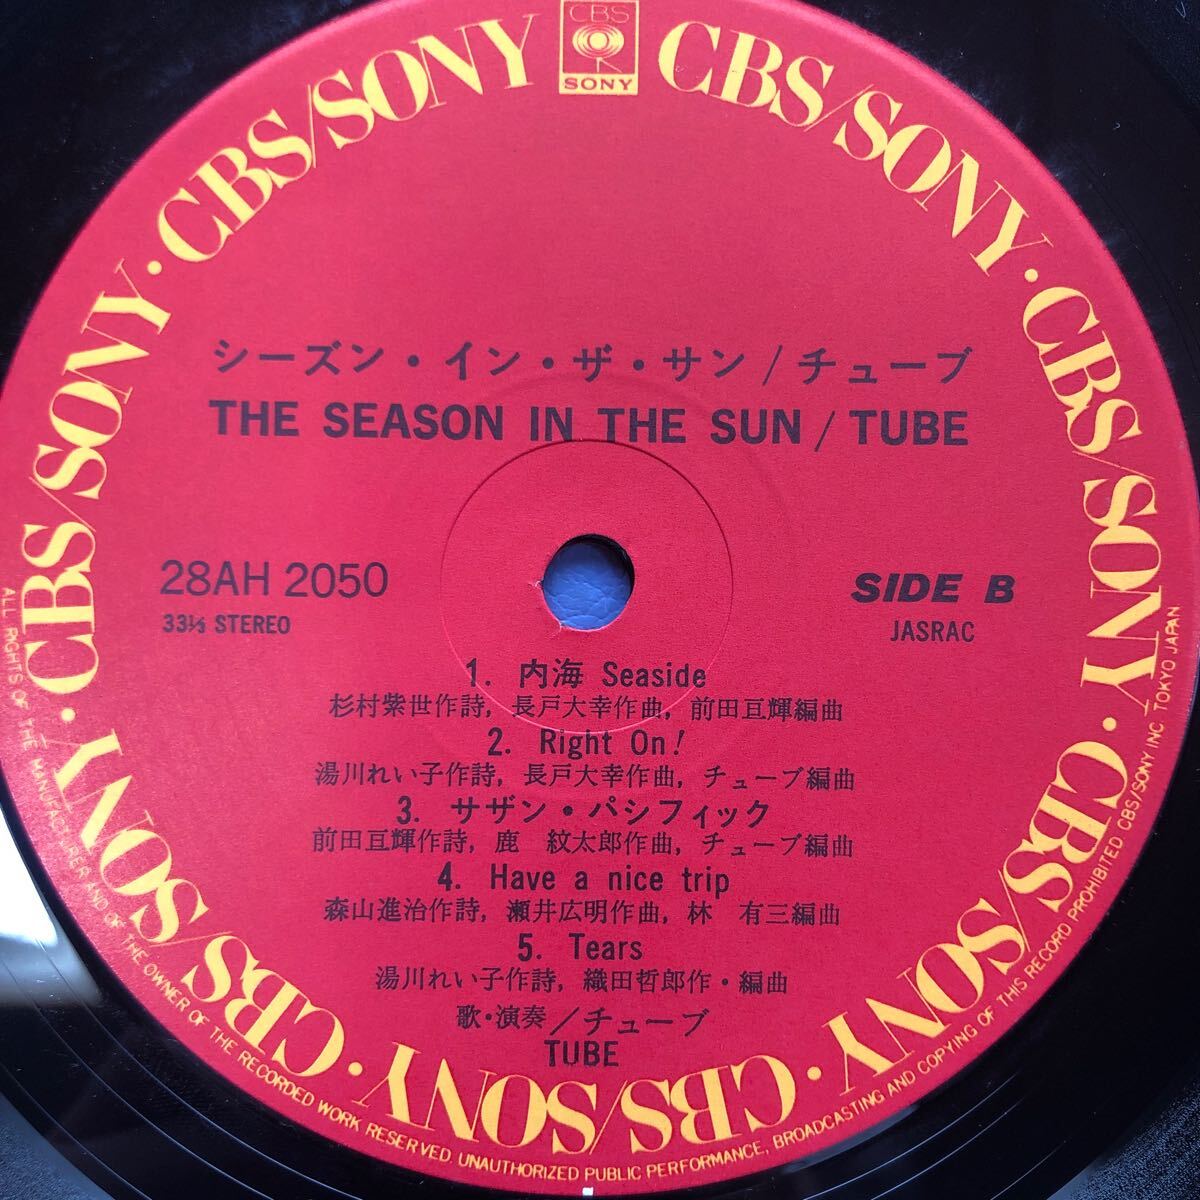 CBS
SONY
CBS/SONY · CBS/SONY · CBS/SONY · CBS/SONY · CBS/SONY · CBS/SONY · CBS/SONY · CBS/SONY
シーズン・イン・ザ・サン/チューブ
THE SEASON IN THE SUN / TUBE
28AH 2050
33⅓ STEREO
SIDE B
JASRAC
1. 内海 Seaside
杉村紫世作詩, 長戸大幸作曲, 前田亘輝編曲
2. Right On!
湯川れい子作詩, 長戸大幸作曲, チューブ編曲
3. サザン・パシフィック
前田亘輝作詩, 鹿 紋太郎作曲, チューブ編曲
4. Have a nice trip
森山進治作詩, 瀬井広明作曲, 林 有三編曲
5. Tears
湯川れい子作詩, 織田哲郎作・編曲
歌・演奏/チューブ
TUBE
ALL RIGHTS OF THE MANUFACTURER AND OF THE OWNER OF THE RECORDED WORK RESERVED. UNAUTHORIZED PUBLIC PERFORMANCE, BROADCASTING AND COPYING OF THIS RECORD PROHIBITED CBS/SONY INC. TOKYO JAPAN